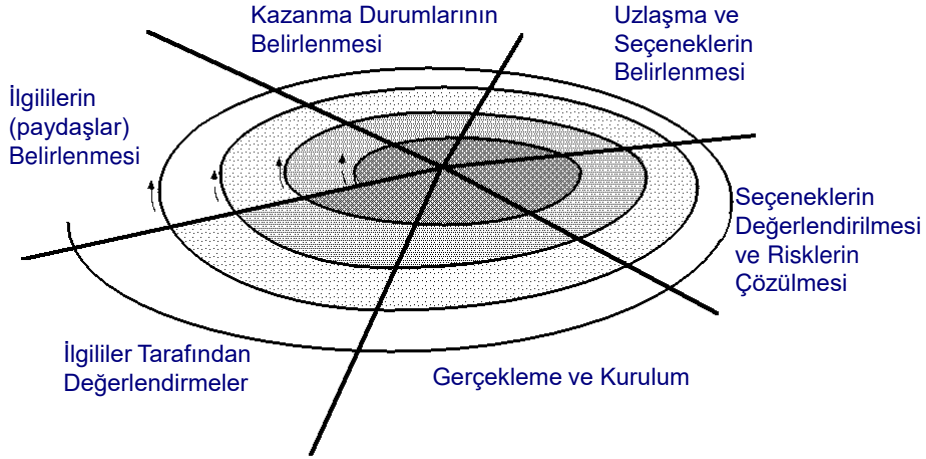 Kazanma Durumlarının
Belirlenmesi
Uzlaşma ve
Seçeneklerin
Belirlenmesi
İlgililerin
(paydaşlar)
Belirlenmesi
Seçeneklerin
Değerlendirilmesi
ve Risklerin
Çözülmesi
İlgililer Tarafından
Değerlendirmeler
Gerçekleme ve Kurulum